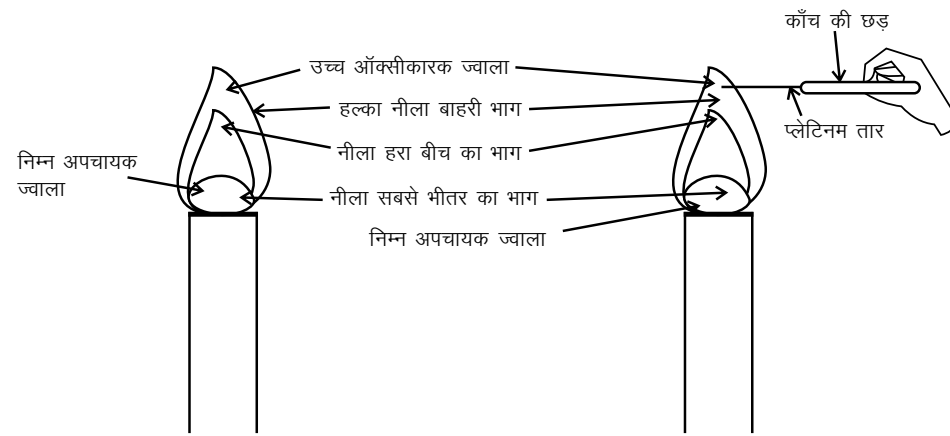 काँच की छड़
उच्च ऑक्सीकारक ज्वाला
हल्का नीला बाहरी भाग
प्लेटिनम तार
नीला हरा बीच का भाग
निम्न अपचायक
ज्वाला
नीला सबसे भीतर का भाग
निम्न अपचायक ज्वाला